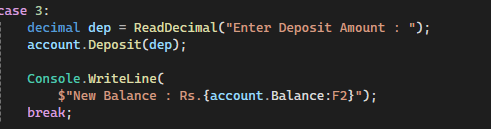 case 3:
decimal dep = ReadDecimal("Enter Deposit Amount : ");
account.Deposit(dep);
Console.WriteLine(
$"New Balance : Rs.{account.Balance:F2}");
break;